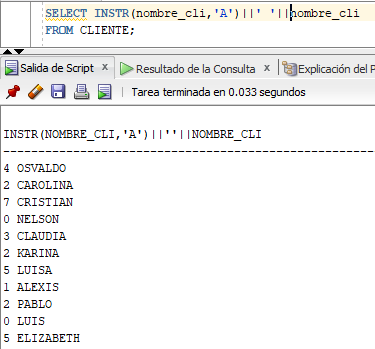 SELECT INSTR(nombre_cli,'A')||' '||nombre_cli
FROM CLIENTE;
Salida de Script x Resultado de la Consulta x Explicación del P
Tarea terminada en 0.033 segundos
INSTR(NOMBRE_CLI,'A')||''||NOMBRE_CLI
--------------------------------------------------------
4 OSVALDO
2 CAROLINA
7 CRISTIAN
0 NELSON
3 CLAUDIA
2 KARINA
5 LUISA
1 ALEXIS
2 PABLO
0 LUIS
5 ELIZABETH